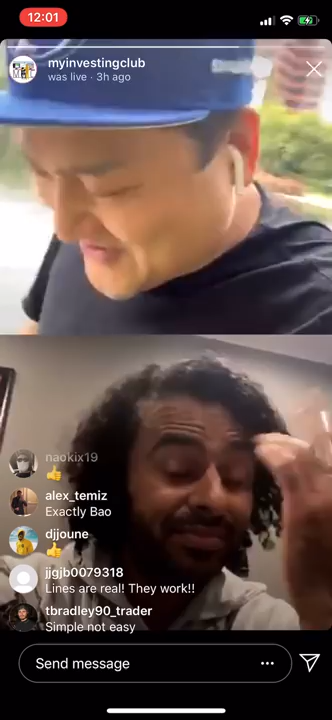 12:01
myinvestingclub
was live · 3h ago
naokix19
👍
alex_temiz
Exactly Bao
djjoune
👍
jjgjb0079318
Lines are real! They work!!
tbradley90_trader
Simple not easy
Send message